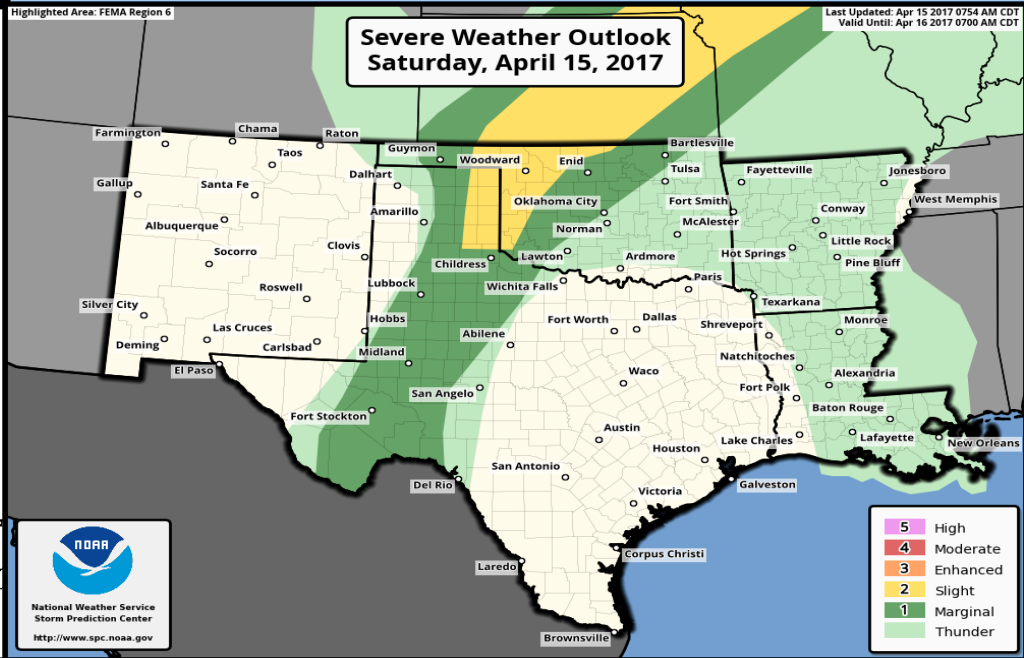 Highlighted Area: FEMA Region 6
Last Updated: Apr 15 2017 0754 AM CDT
Valid Until: Apr 16 2017 0700 AM CDT
Severe Weather Outlook
Saturday, April 15, 2017
Farmington
Chama
Raton
Taos
Guymon
Woodward
Enid
Bartlesville
Gallup
Santa Fe
Dalhart
Tulsa
Fayetteville
Jonesboro
Albuquerque
Amarillo
Oklahoma City
Fort Smith
Conway
West Memphis
Norman
McAlester
Socorro
Clovis
Childress
Lawton
Ardmore
Hot Springs
Little Rock
Pine Bluff
Roswell
Lubbock
Wichita Falls
Paris
Texarkana
Silver City
Las Cruces
Hobbs
Fort Worth
Dallas
Shreveport
Monroe
Deming
Carlsbad
Midland
Abilene
Natchitoches
El Paso
Waco
Alexandria
San Angelo
Fort Polk
Fort Stockton
Baton Rouge
Austin
Houston
Lake Charles
Lafayette
New Orleans
San Antonio
Del Rio
Galveston
Victoria
Laredo
Corpus Christi
Brownsville
NOAA
National Weather Service
Storm Prediction Center
http://www.spc.noaa.gov
5 High
4 Moderate
3 Enhanced
2 Slight
1 Marginal
Thunder